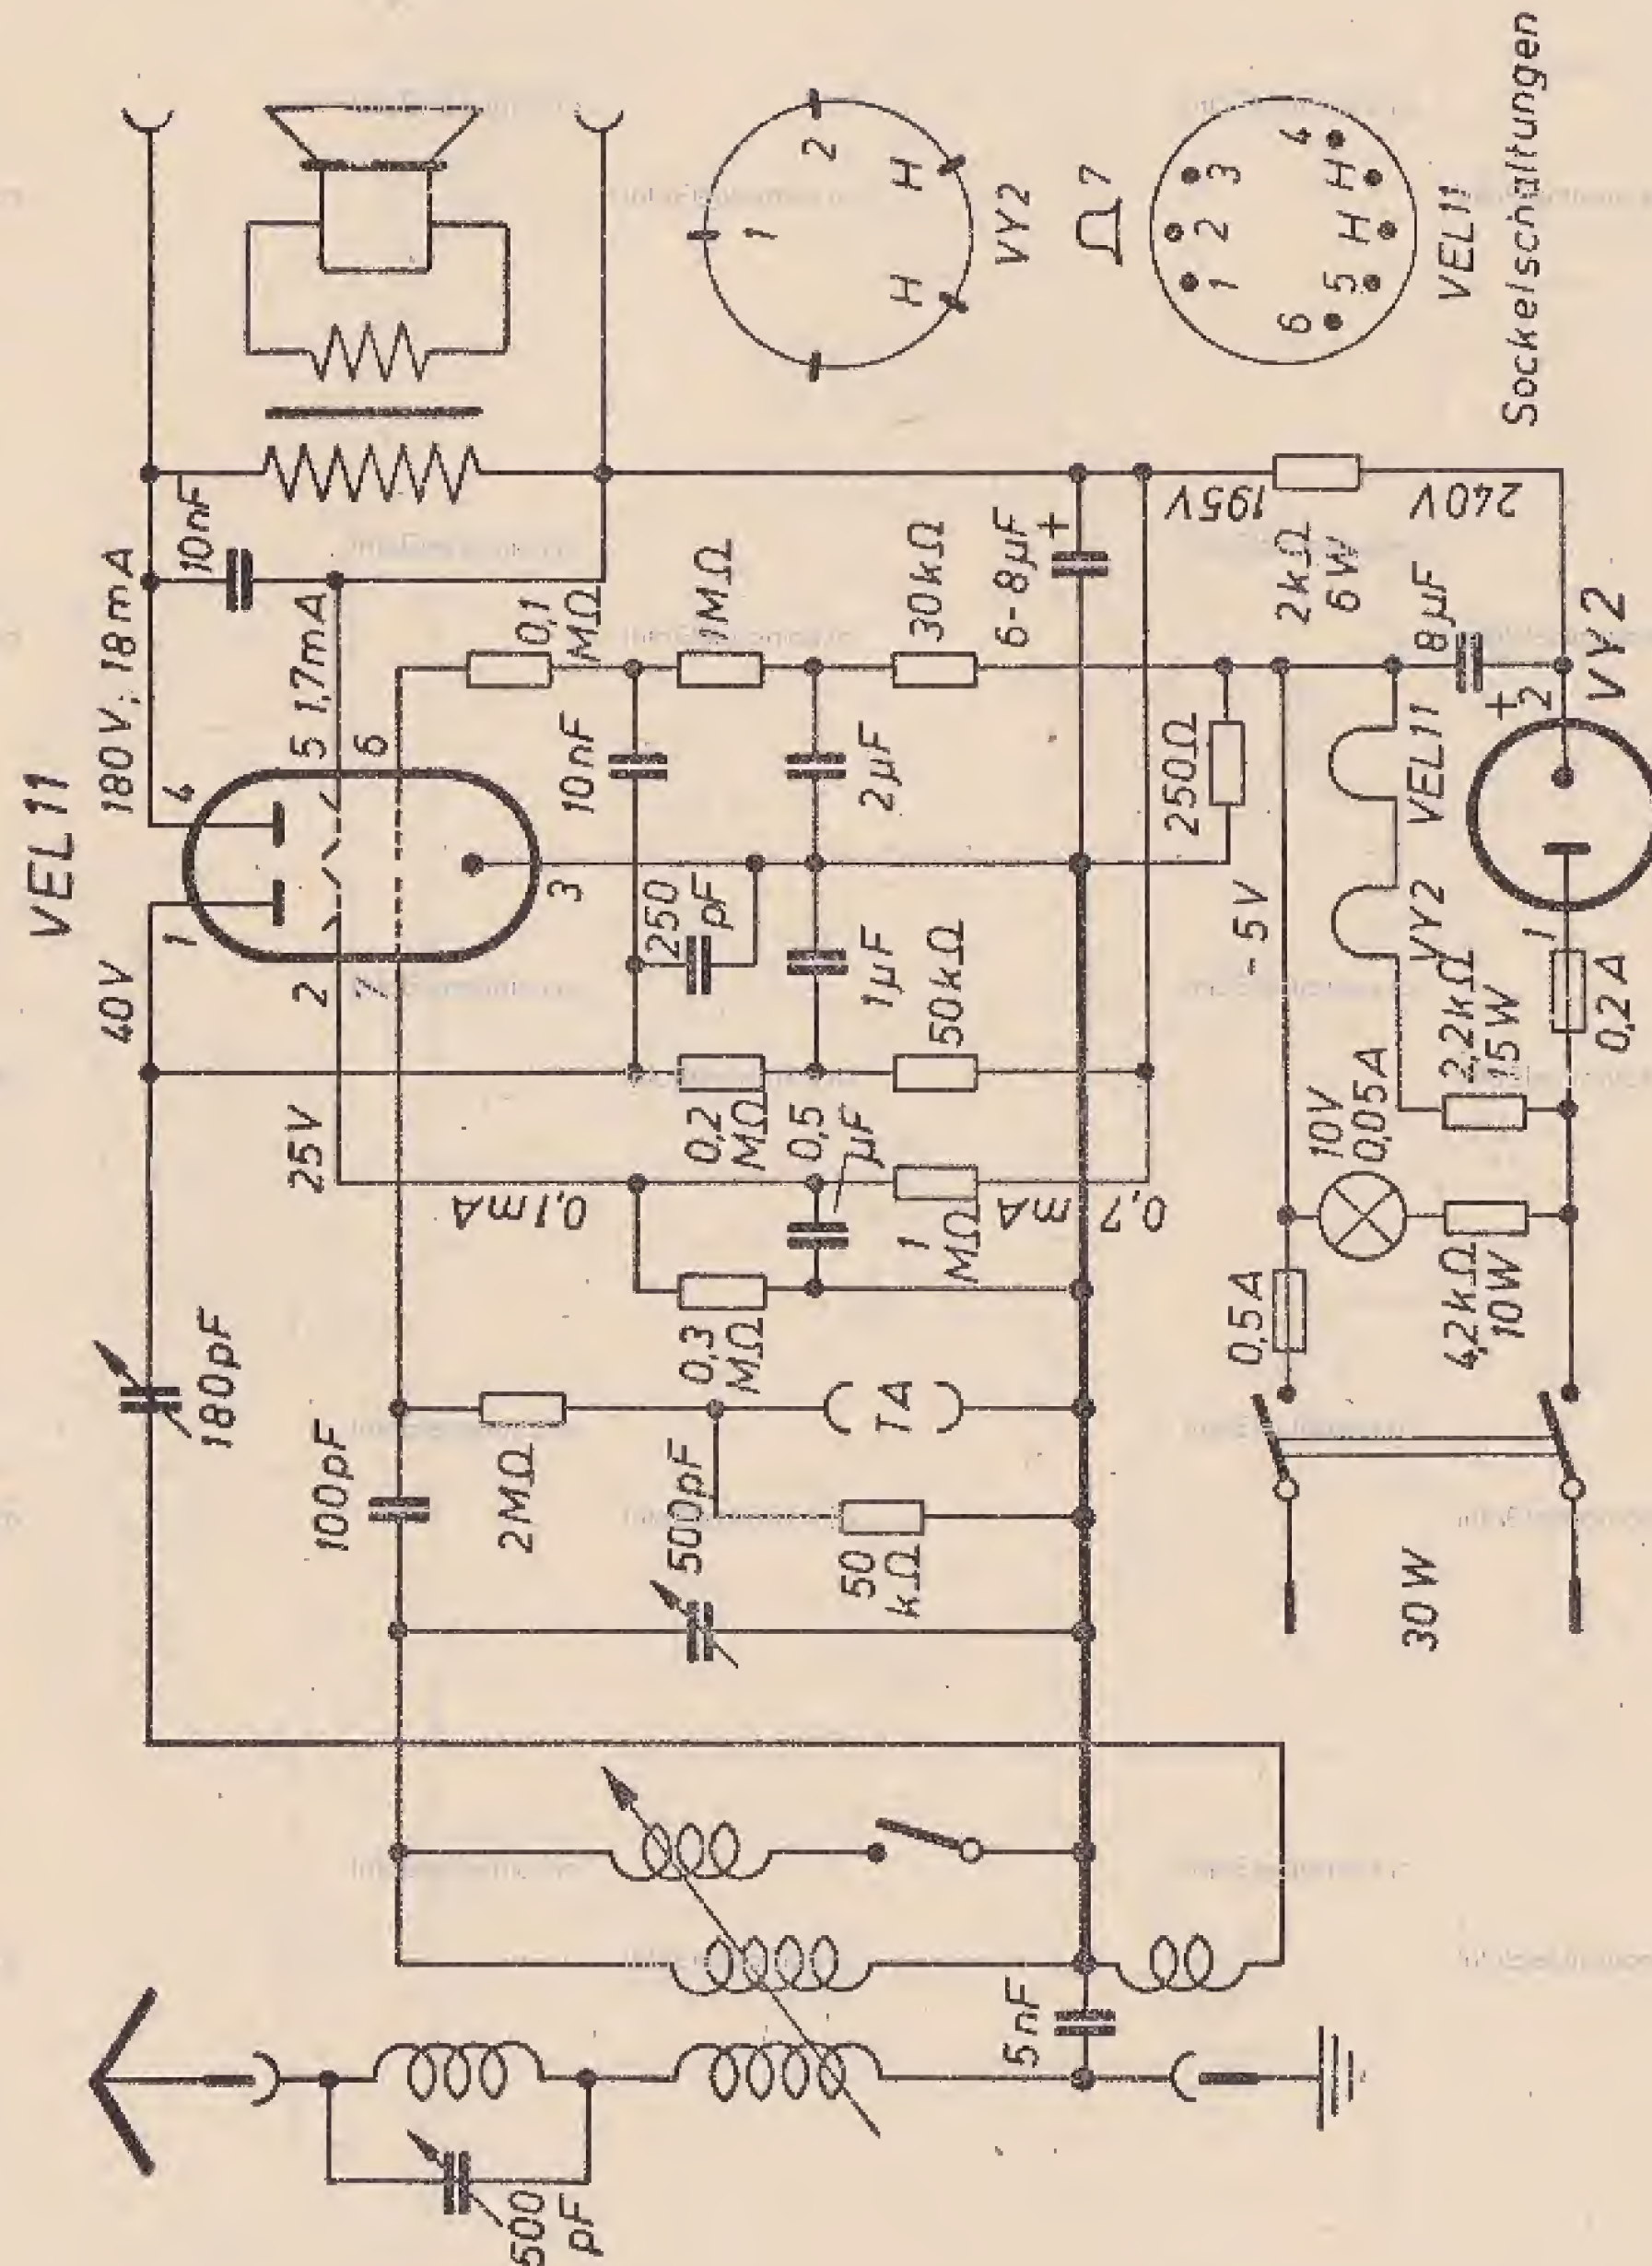 VEL11
180V; 18mA
40V
1
4
10nF
5
1,7mA
2
7
6
25V
3
180pF
100pF
2MΩ
500pF
50
kΩ
TA
0,3
MΩ
0,1mA
0,5
μF
1
MΩ
0,7 mA
0,2
MΩ
250
pF
1μF
50kΩ
10nF
2μF
0,1
MΩ
1MΩ
30kΩ
6-8μF
+
250Ω
-5V
195V
2kΩ
6W
240V
8μF
+
VEL11
VY2
VY2
1
2
0,2A
2,2kΩ
15W
10V
0,05A
4,2kΩ
10W
0,5A
30W
500
pF
5nF
1
2
H
H
VY2
7
1
2
3
4
6
5
H
H
VEL11
Sockelschaltungen